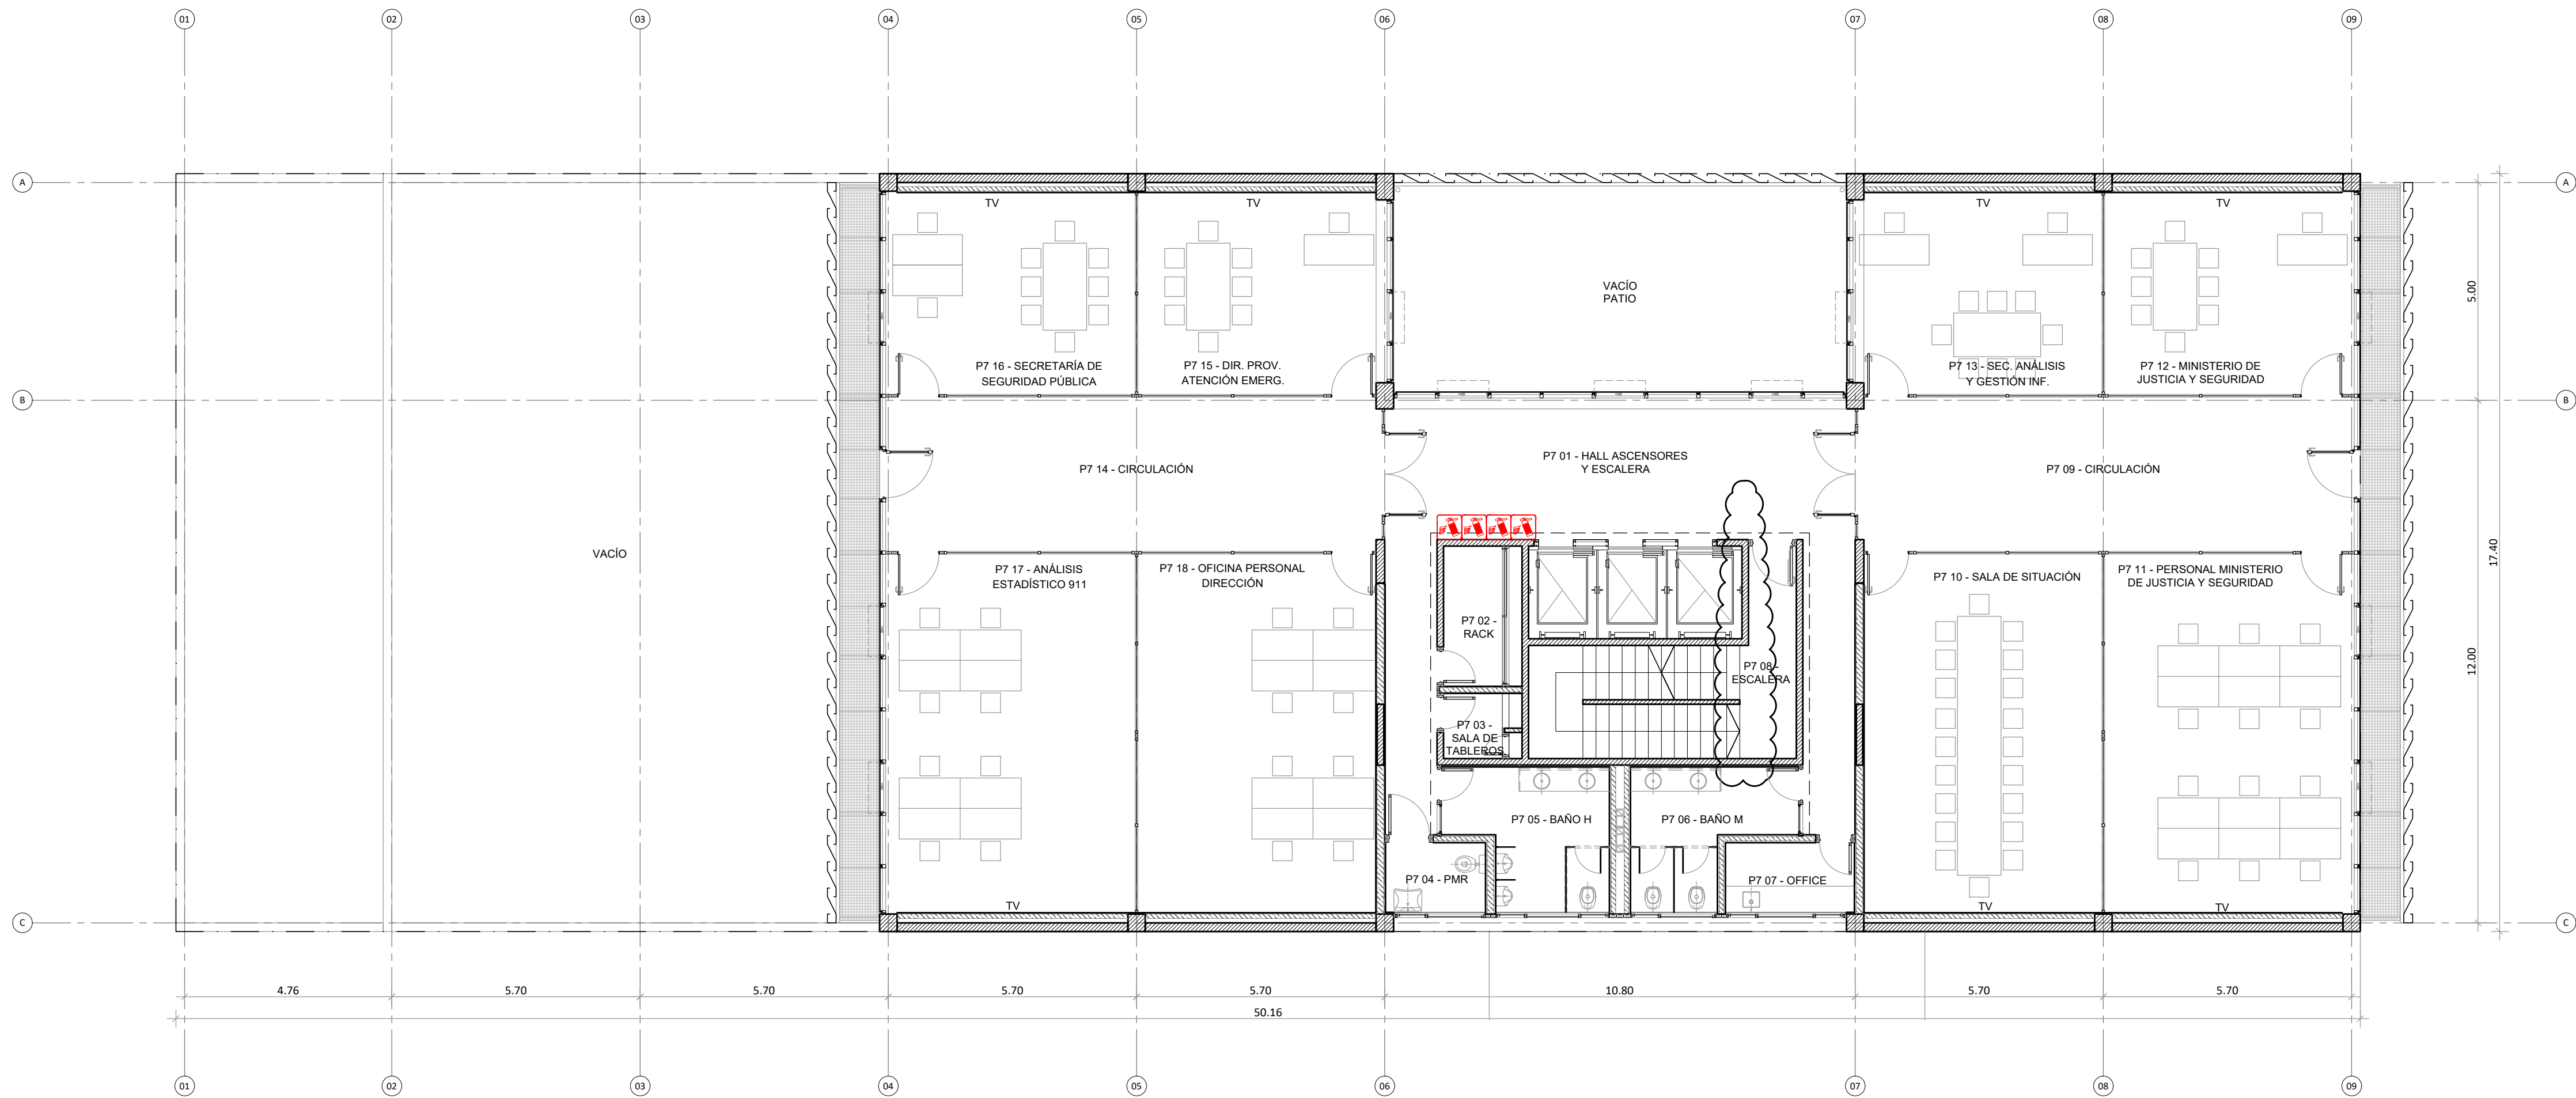 01
02
03
04
05
06
07
08
09
A
A
TV
TV
TV
TV
5.00
VACÍO
PATIO
P7 16 - SECRETARÍA DE
SEGURIDAD PÚBLICA
P7 15 - DIR. PROV.
ATENCIÓN EMERG.
P7 13 - SEC. ANÁLISIS
Y GESTIÓN INF.
P7 12 - MINISTERIO DE
JUSTICIA Y SEGURIDAD
B
B
P7 14 - CIRCULACIÓN
P7 01 - HALL ASCENSORES
Y ESCALERA
P7 09 - CIRCULACIÓN
VACÍO
17.40
P7 17 - ANÁLISIS
ESTADÍSTICO 911
P7 18 - OFICINA PERSONAL
DIRECCIÓN
P7 10 - SALA DE SITUACIÓN
P7 11 - PERSONAL MINISTERIO
DE JUSTICIA Y SEGURIDAD
P7 02 -
RACK
P7 08 -
ESCALERA
12.00
P7 03 -
SALA DE
TABLEROS
P7 05 - BAÑO H
P7 06 - BAÑO M
P7 04 - PMR
P7 07 - OFFICE
TV
TV
TV
C
C
4.76
5.70
5.70
5.70
5.70
10.80
5.70
5.70
50.16
01
02
03
04
05
06
07
08
09